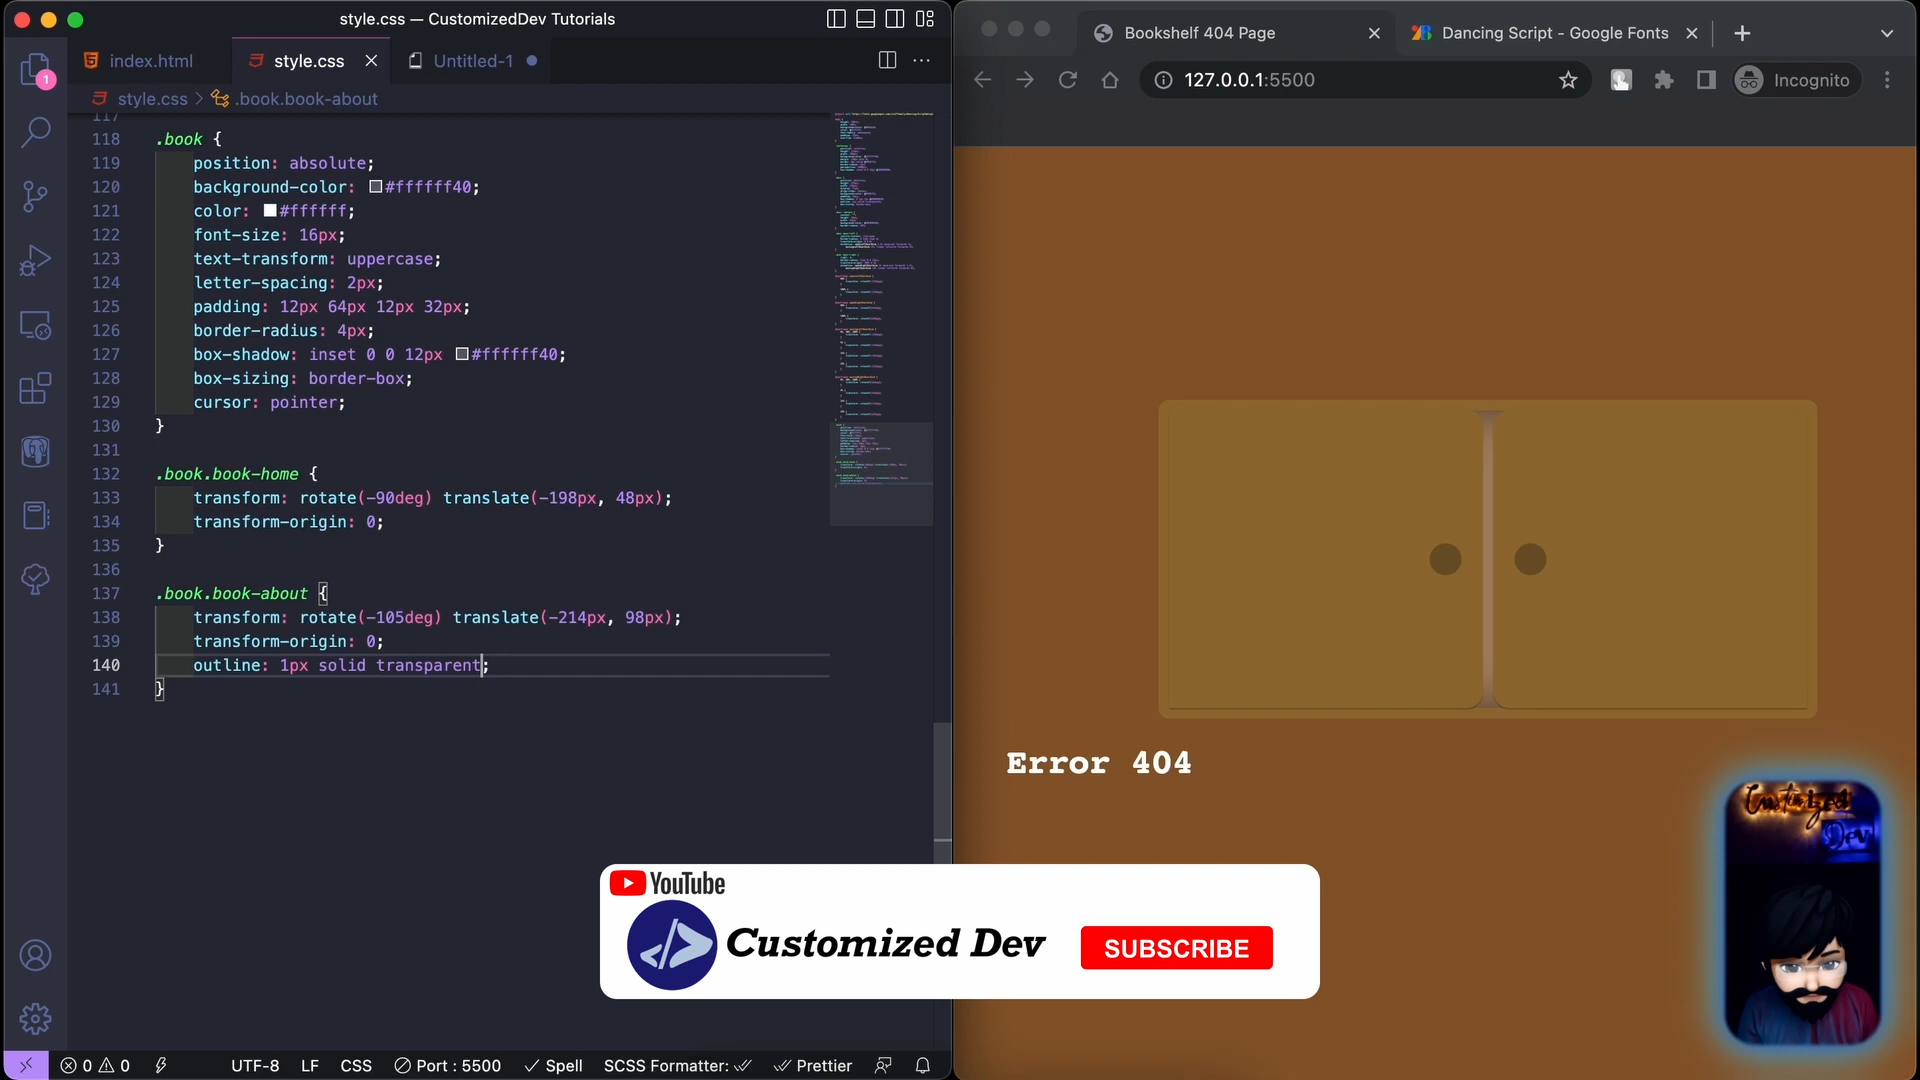 style.css — CustomizedDev Tutorials
index.html
style.css
Untitled-1
style.css > .book.book-about
117
118 .book {
119 position: absolute;
120 background-color: #ffffff40;
121 color: #ffffff;
122 font-size: 16px;
123 text-transform: uppercase;
124 letter-spacing: 2px;
125 padding: 12px 64px 12px 32px;
126 border-radius: 4px;
127 box-shadow: inset 0 0 12px #ffffff40;
128 box-sizing: border-box;
129 cursor: pointer;
130 }
131
132 .book.book-home {
133 transform: rotate(-90deg) translate(-198px, 48px);
134 transform-origin: 0;
135 }
136
137 .book.book-about {
138 transform: rotate(-105deg) translate(-214px, 98px);
139 transform-origin: 0;
140 outline: 1px solid transparent;
141 }
1
0 0
UTF-8 LF CSS Port : 5500 Spell SCSS Formatter: Prettier
Bookshelf 404 Page
Dancing Script - Google Fonts
127.0.0.1:5500
Incognito
Error 404
Customized
Dev
YouTube
Customized Dev
SUBSCRIBE